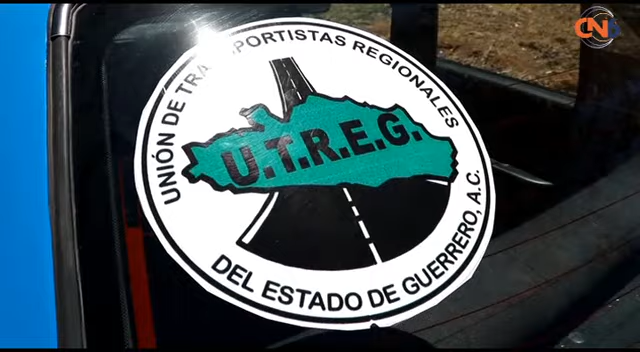 UNIÓN DE TRANSPORTISTAS REGIONALES
U.T.R.E.G.
DEL ESTADO DE GUERRERO, A.C.